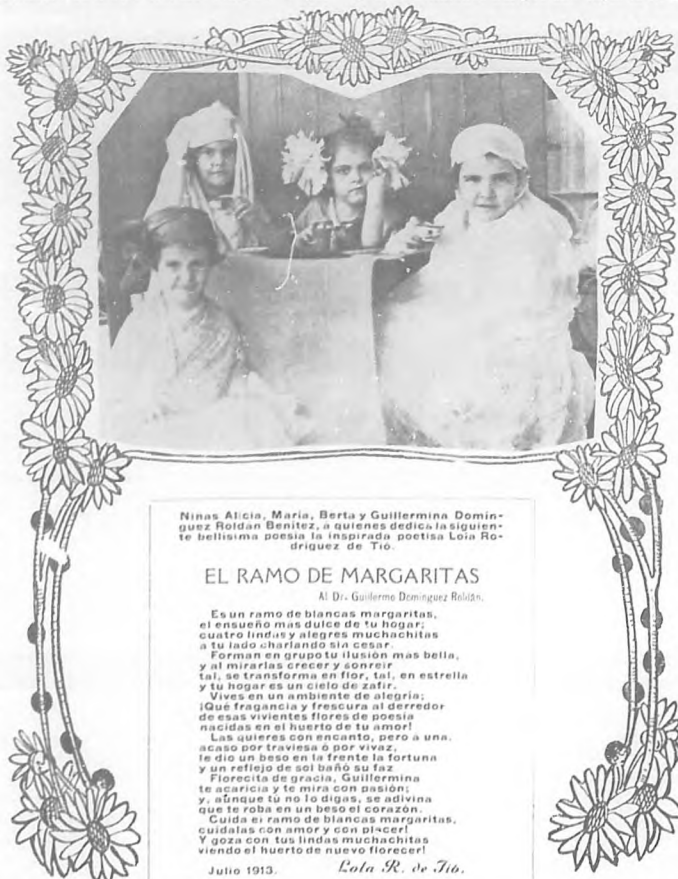 Niñas Alicia, María, Berta y Guillermina Domín-
guez Roldán Benítez, a quienes dedica la siguien-
te bellísima poesía la inspirada poetisa Lola Ro-
dríguez de Tió.
EL RAMO DE MARGARITAS
Al Dr. Guillermo Domínguez Roldán.
Es un ramo de blancas margaritas,
el ensueño más dulce de tu hogar;
cuatro lindas y alegres muchachitas
a tu lado charlando sin cesar.
Forman en grupo tu ilusión más bella,
y al mirarlas crecer y sonreir
tal, se transforma en flor, tal, en estrella
y tu hogar es un cielo de zafir.
Vives en un ambiente de alegría;
¡Qué fragancia y frescura al derredor
de esas vivientes flores de poesía
nacidas en el huerto de tu amor!
Las quieres con encanto, pero a una.
acaso por traviesa ó por vivaz,
le dió un beso en la frente la fortuna
y un reflejo de sol bañó su faz
Florecita de gracia, Guillermina
te acaricia y te mira con pasión;
y, aunque tú no lo digas, se adivina
que te roba en un beso el corazón.
Cuida el ramo de blancas margaritas,
cuídalas con amor y con placer!
Y goza con tus lindas muchachitas
viendo el huerto de nuevo florecer!
Julio 1913. Lola R. de Tió.